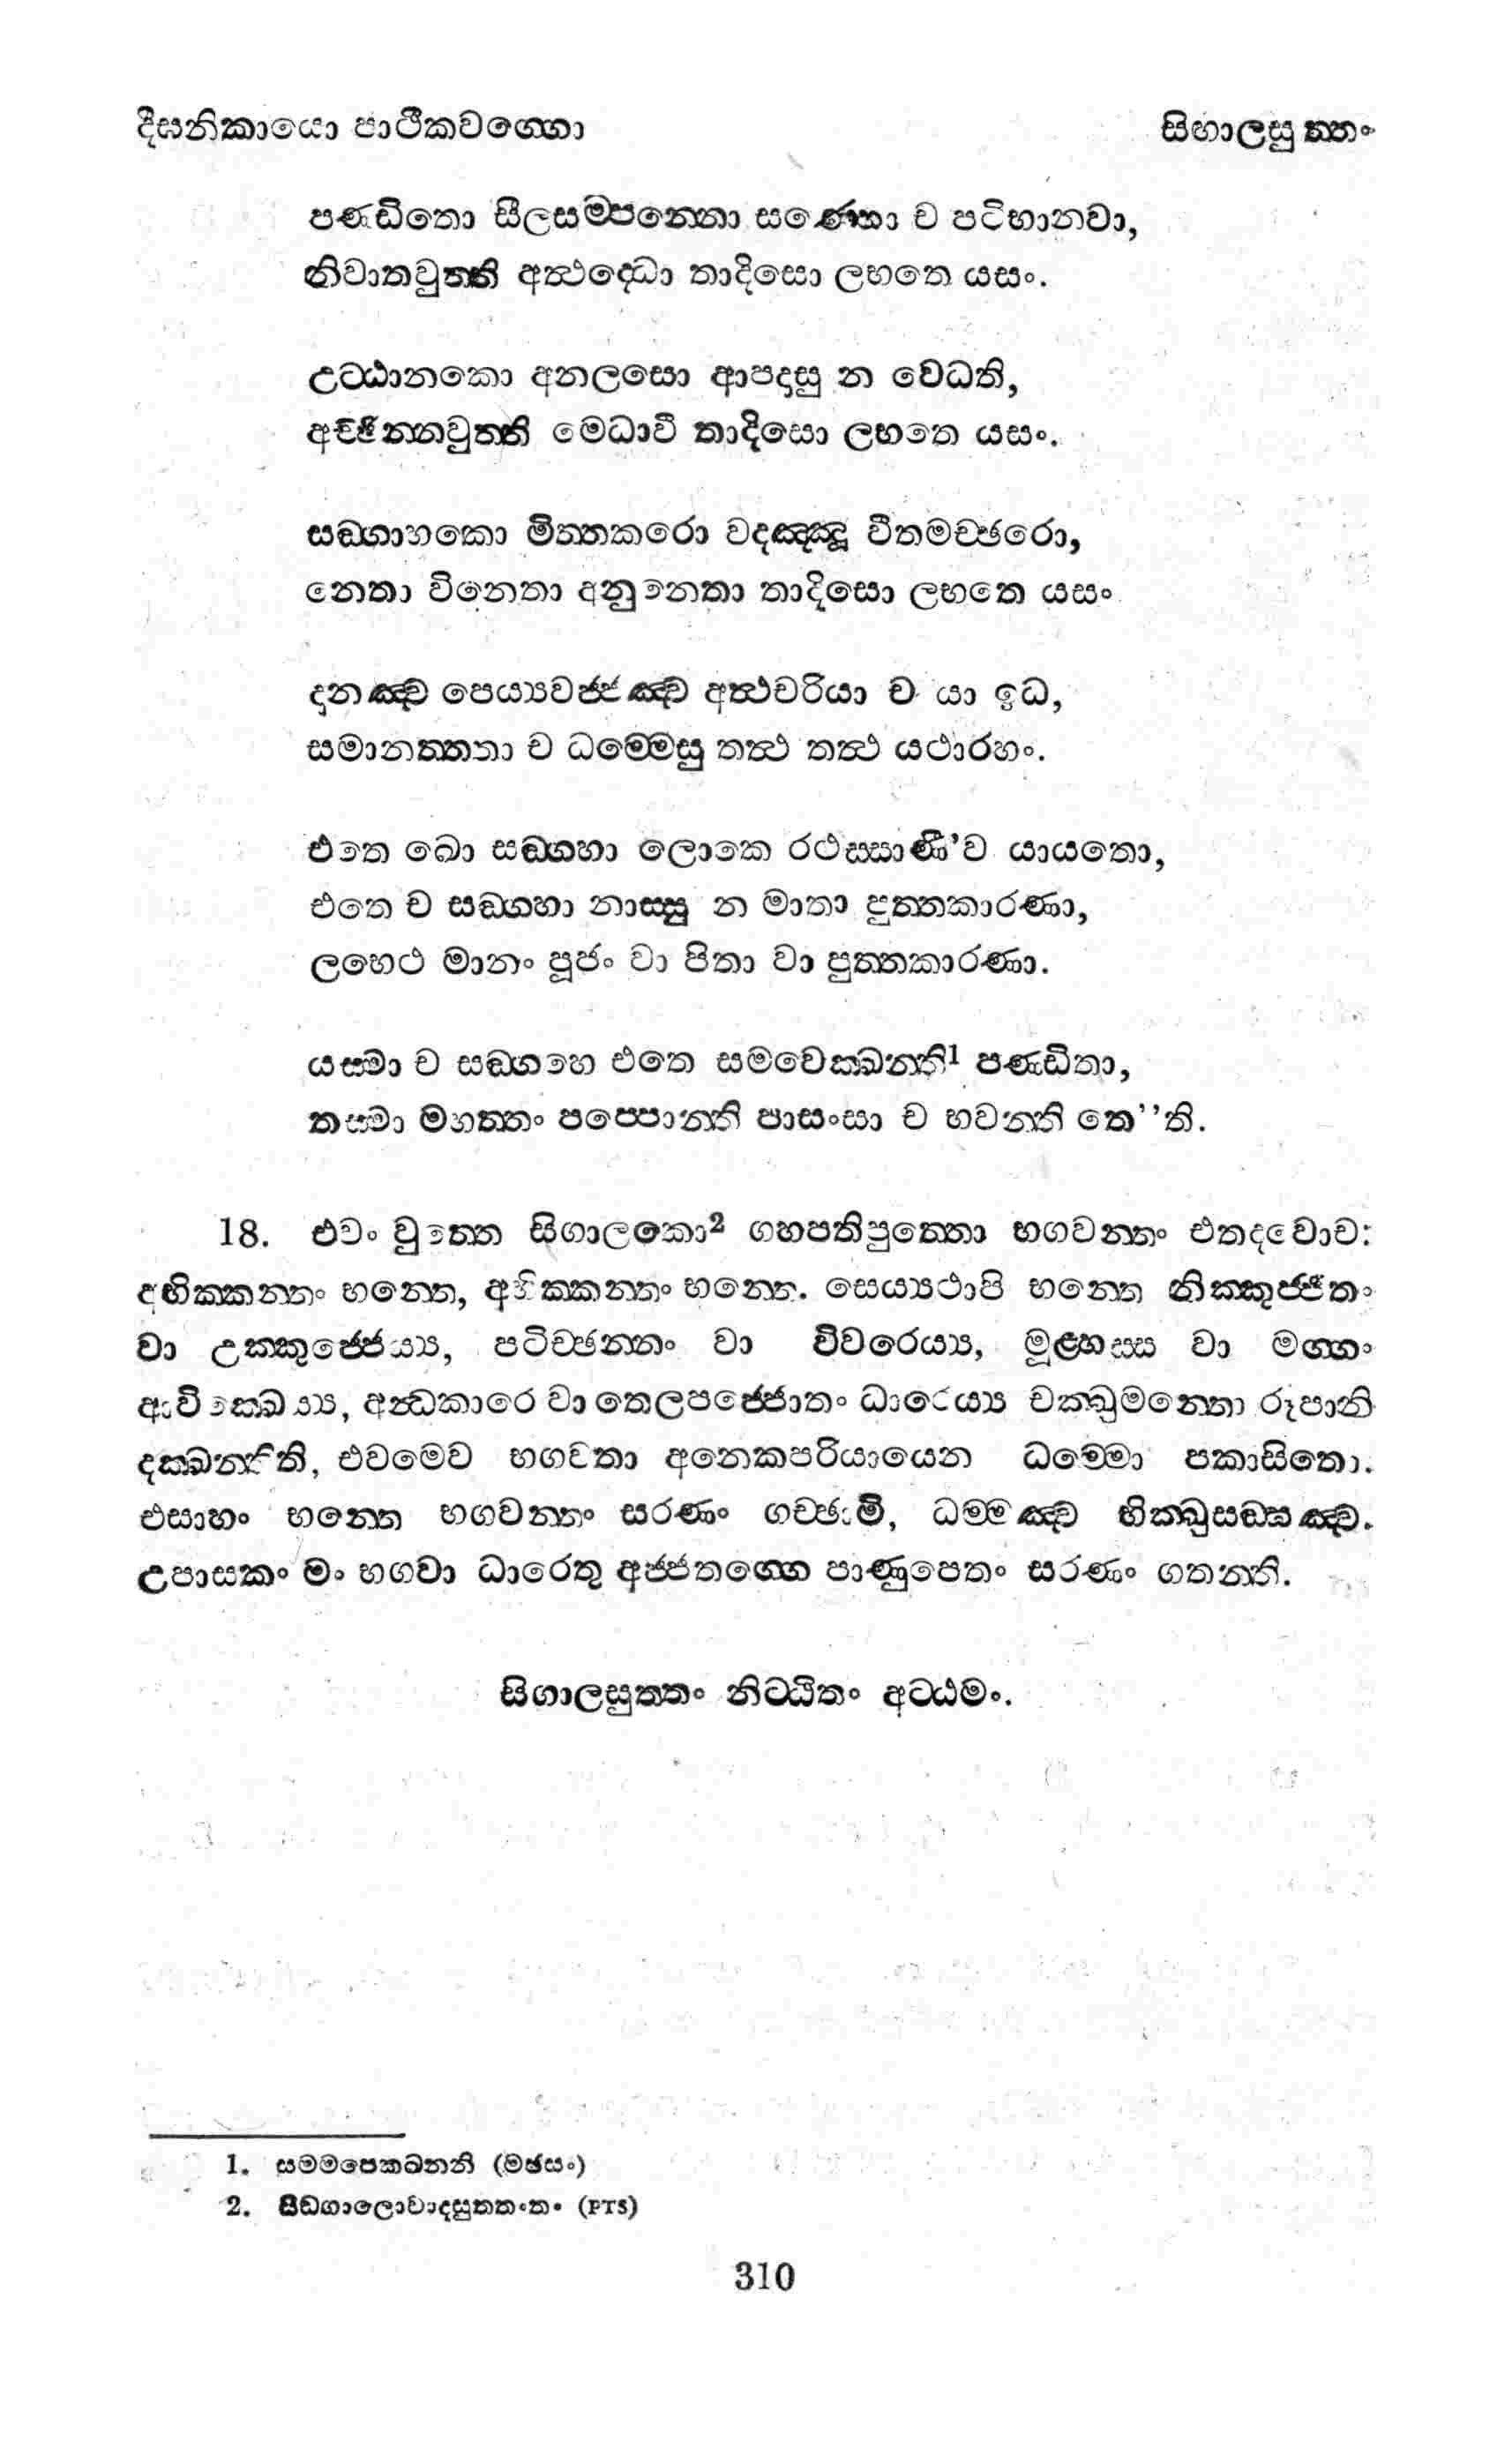 දීඝනිකායො පාථිකවග්ගො සිඟාලසුත්තං
පණ්ඩිතො සීලසම්පන්නො සණ්හො ච පටිභානවා,
නිවාතවුත්ති අත්ථද්ධො තාදිසො ලභතෙ යසං.
උට්ඨානකො අනලසො ආපදාසු න වෙධති,
අච්ඡින්නවුත්ති මෙධාවී තාදිසො ලභතෙ යසං.
සඞ්ගාහකො මිත්තකරො වදඤ්ඤූ වීතමච්ඡරො,
නෙතා විනෙතා අනුනෙතා තාදිසො ලභතෙ යසං
දානඤ්ච පෙය්‍යවජ්ජඤ්ච අත්ථචරියා ච යා ඉධ,
සමානත්තතා ච ධම්මෙසු තත්ථ තත්ථ යථාරහං.
එතෙ ඛො සඞ්ගහා ලොකෙ රථස්සාණී'ව යායතො,
එතෙ ච සඞ්ගහා නාස්සු න මාතා පුත්තකාරණා,
ලභෙථ මානං පූජං වා පිතා වා පුත්තකාරණා.
යස්මා ච සඞ්ගහෙ එතෙ සමවෙක්ඛන්ති1 පණ්ඩිතා,
තස්මා මහත්තං පප්පොන්ති පාසංසා ච භවන්ති තෙ''ති.
18. එවං වුත්තෙ සිගාලකො2 ගහපතිපුත්තො භගවන්තං එතදවොච:
අභික්කන්තං භන්තෙ, අභික්කන්තං භන්තෙ. සෙය්‍යථාපි භන්තෙ නික්කුජ්ජිතං
වා උක්කුජ්ජෙය්‍ය, පටිච්ඡන්නං වා විවරෙය්‍ය, මූළ්හස්ස වා මග්ගං
ආචික්ඛෙය්‍ය, අන්ධකාරෙ වා තෙලපජ්ජොතං ධාරෙය්‍ය චක්ඛුමන්තො රූපානි
දක්ඛන්තීති, එවමෙව භගවතා අනෙකපරියායෙන ධම්මො පකාසිතො.
එසාහං භන්තෙ භගවන්තං සරණං ගච්ඡාමි, ධම්මඤ්ච භික්ඛුසඞ්ඝඤ්ච.
උපාසකං මං භගවා ධාරෙතු අජ්ජතග්ගෙ පාණුපෙතං සරණං ගතන්ති.
සිගාලසුත්තං නිට්ඨිතං අට්ඨමං.
1. සමමපෙකඛනති (මඡසං)
2. සිඞගාලොවාදසුතතංතං (PTS)
310